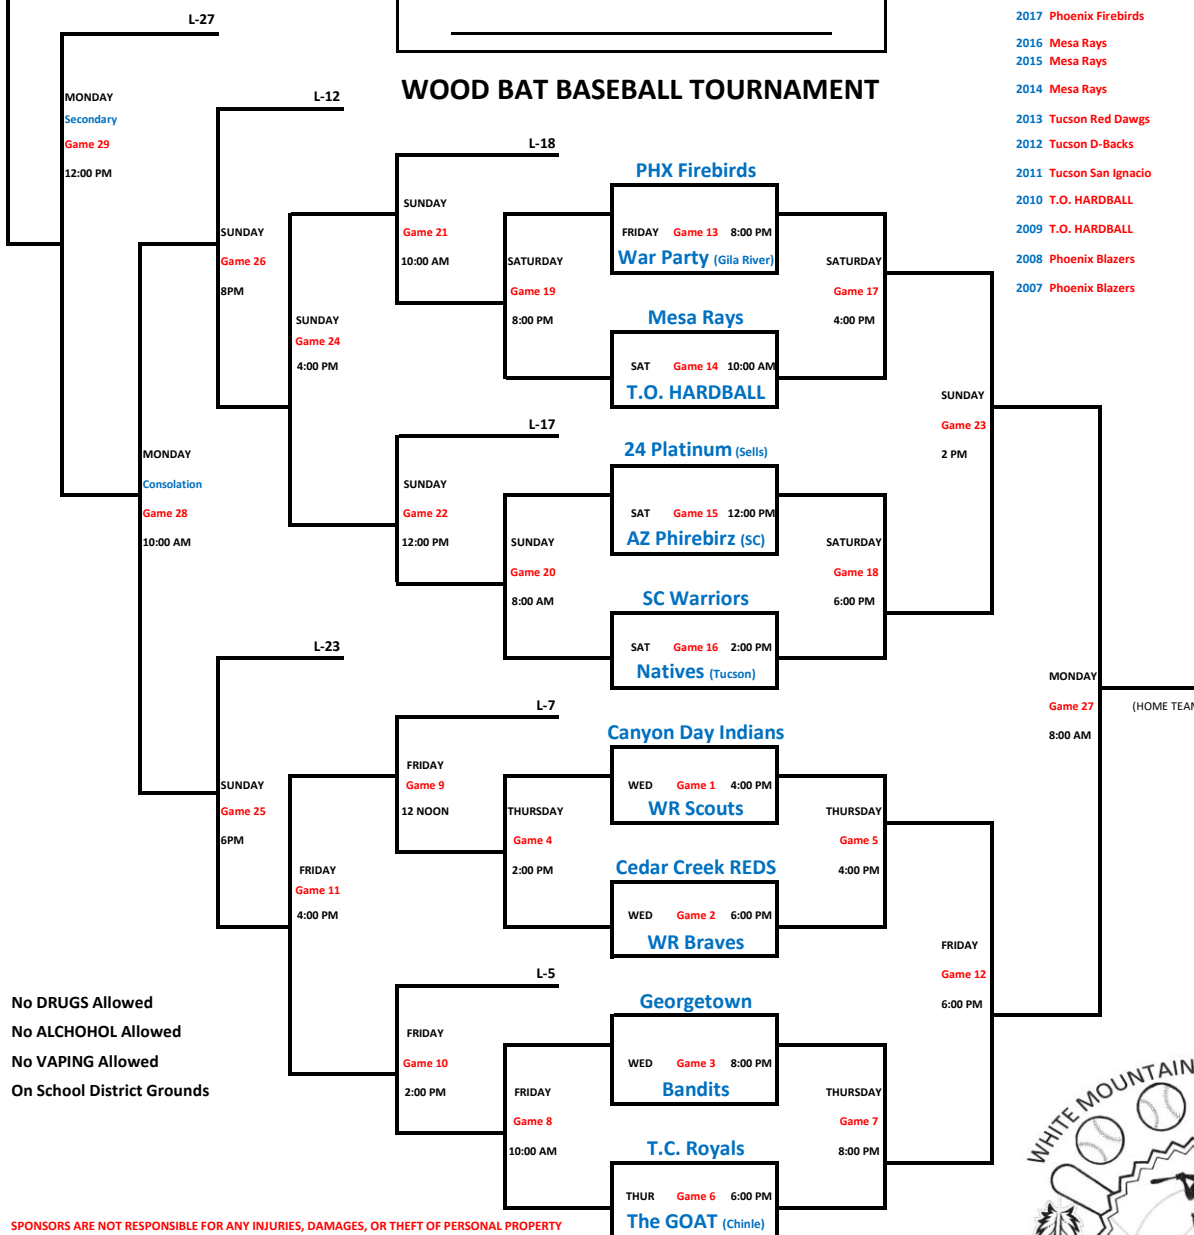 L-27
2017 Phoenix Firebirds
2016 Mesa Rays
2015 Mesa Rays
WOOD BAT BASEBALL TOURNAMENT
2014 Mesa Rays
MONDAY
L-12
Secondary
2013 Tucson Red Dawgs
Game 29
L-18
2012 Tucson D-Backs
12:00 PM
PHX Firebirds
2011 Tucson San Ignacio
SUNDAY
2010 T.O. HARDBALL
SUNDAY
Game 21
FRIDAY Game 13 8:00 PM
2009 T.O. HARDBALL
Game 26
10:00 AM
SATURDAY
War Party (Gila River)
SATURDAY
2008 Phoenix Blazers
8PM
Game 19
Game 17
2007 Phoenix Blazers
SUNDAY
8:00 PM
Mesa Rays
4:00 PM
Game 24
4:00 PM
SAT Game 14 10:00 AM
T.O. HARDBALL
SUNDAY
L-17
Game 23
24 Platinum (Sells)
2 PM
MONDAY
Consolation
SUNDAY
Game 28
Game 22
SAT Game 15 12:00 PM
10:00 AM
12:00 PM
SUNDAY
AZ Phirebirz (SC)
SATURDAY
Game 20
Game 18
8:00 AM
SC Warriors
6:00 PM
L-23
SAT Game 16 2:00 PM
Natives (Tucson)
MONDAY
L-7
Game 27
(HOME TEAM
Canyon Day Indians
8:00 AM
FRIDAY
SUNDAY
Game 9
WED Game 1 4:00 PM
Game 25
12 NOON
THURSDAY
WR Scouts
THURSDAY
6PM
Game 4
Game 5
FRIDAY
2:00 PM
Cedar Creek REDS
4:00 PM
Game 11
4:00 PM
WED Game 2 6:00 PM
WR Braves
FRIDAY
L-5
Game 12
No DRUGS Allowed
Georgetown
6:00 PM
No ALCHOHOL Allowed
FRIDAY
No VAPING Allowed
Game 10
WED Game 3 8:00 PM
On School District Grounds
2:00 PM
FRIDAY
Bandits
THURSDAY
Game 8
Game 7
10:00 AM
T.C. Royals
8:00 PM
WHITE MOUNTAIN
THUR Game 6 6:00 PM
The GOAT (Chinle)
SPONSORS ARE NOT RESPONSIBLE FOR ANY INJURIES, DAMAGES, OR THEFT OF PERSONAL PROPERTY